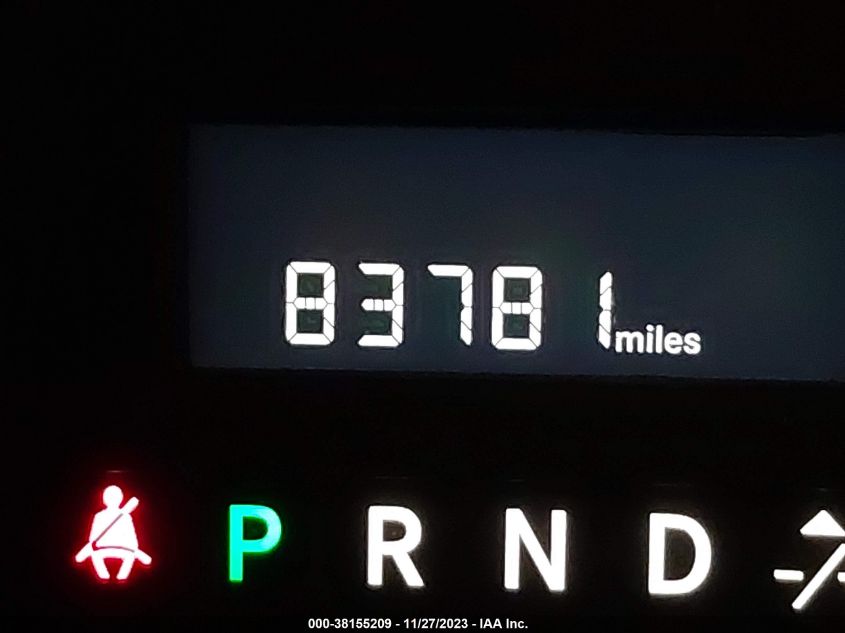 83781 miles
P R N D
000-38155209 - 11/27/2023 - IAA Inc.